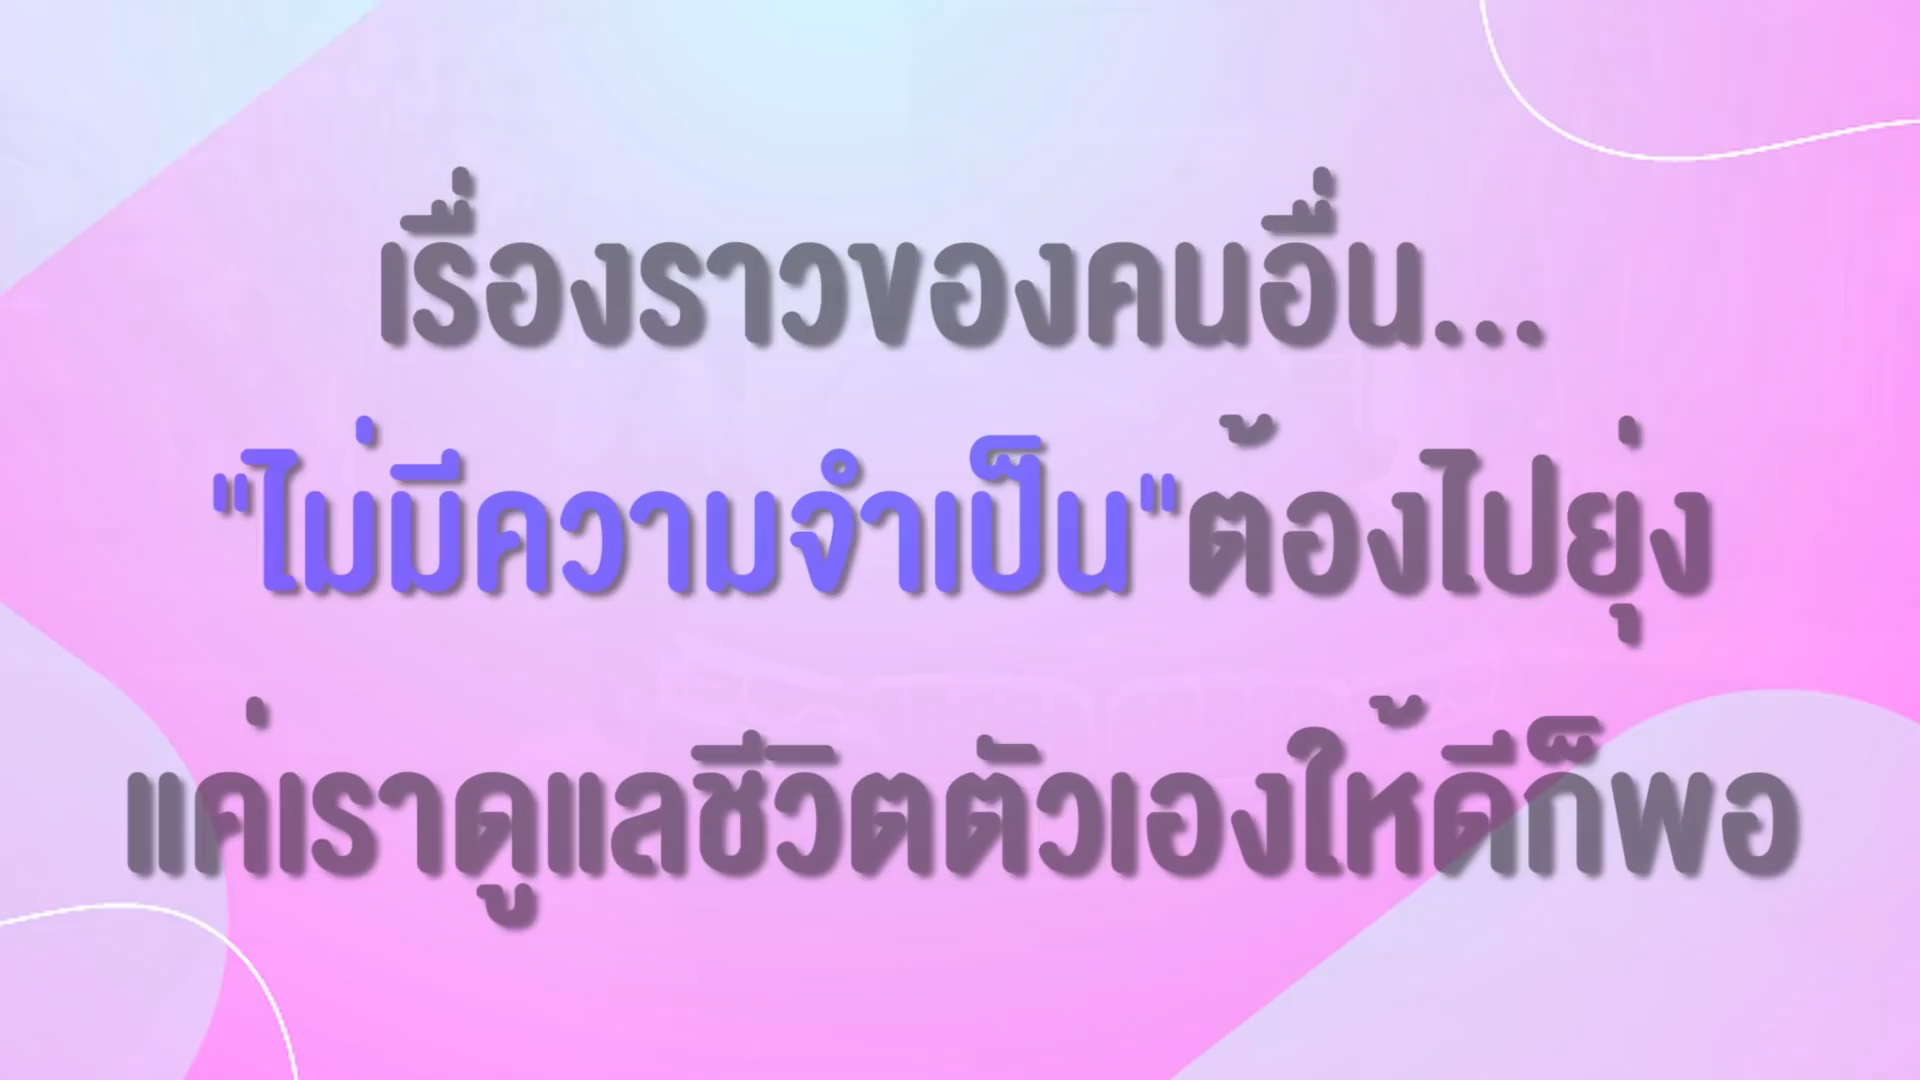 เรื่องราวของคนอื่น...
"ไม่มีความจำเป็น"ต้องไปยุ่ง
แค่เราดูแลชีวิตตัวเองให้ดีก็พอ